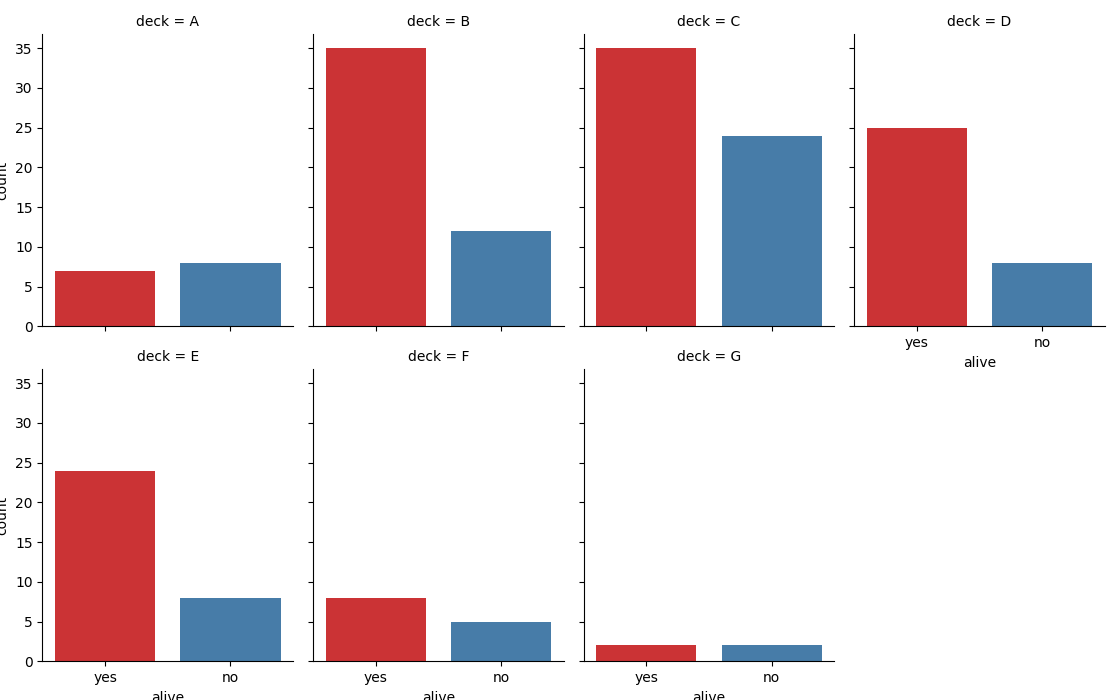 deck = A
deck = B
deck = C
deck = D
35
30
25
20
15
10
5
0
count
yes
no
alive
deck = E
deck = F
deck = G
35
30
25
20
15
10
5
0
count
yes
no
yes
no
yes
no
alive
alive
alive